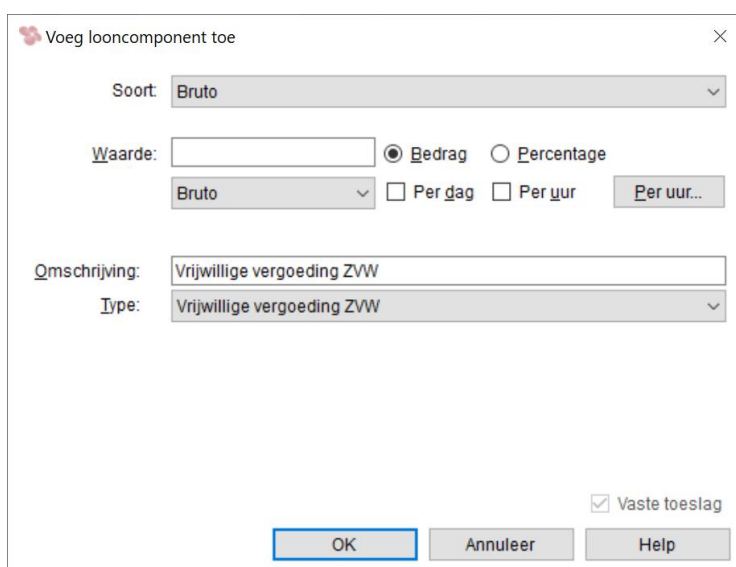 Voeg looncomponent toe
Soort: Bruto
Waarde: Bedrag Percentage
Bruto Per dag Per uur Per uur...
Omschrijving: Vrijwillige vergoeding ZVW
Type: Vrijwillige vergoeding ZVW
Vaste toeslag
OK Annuleer Help